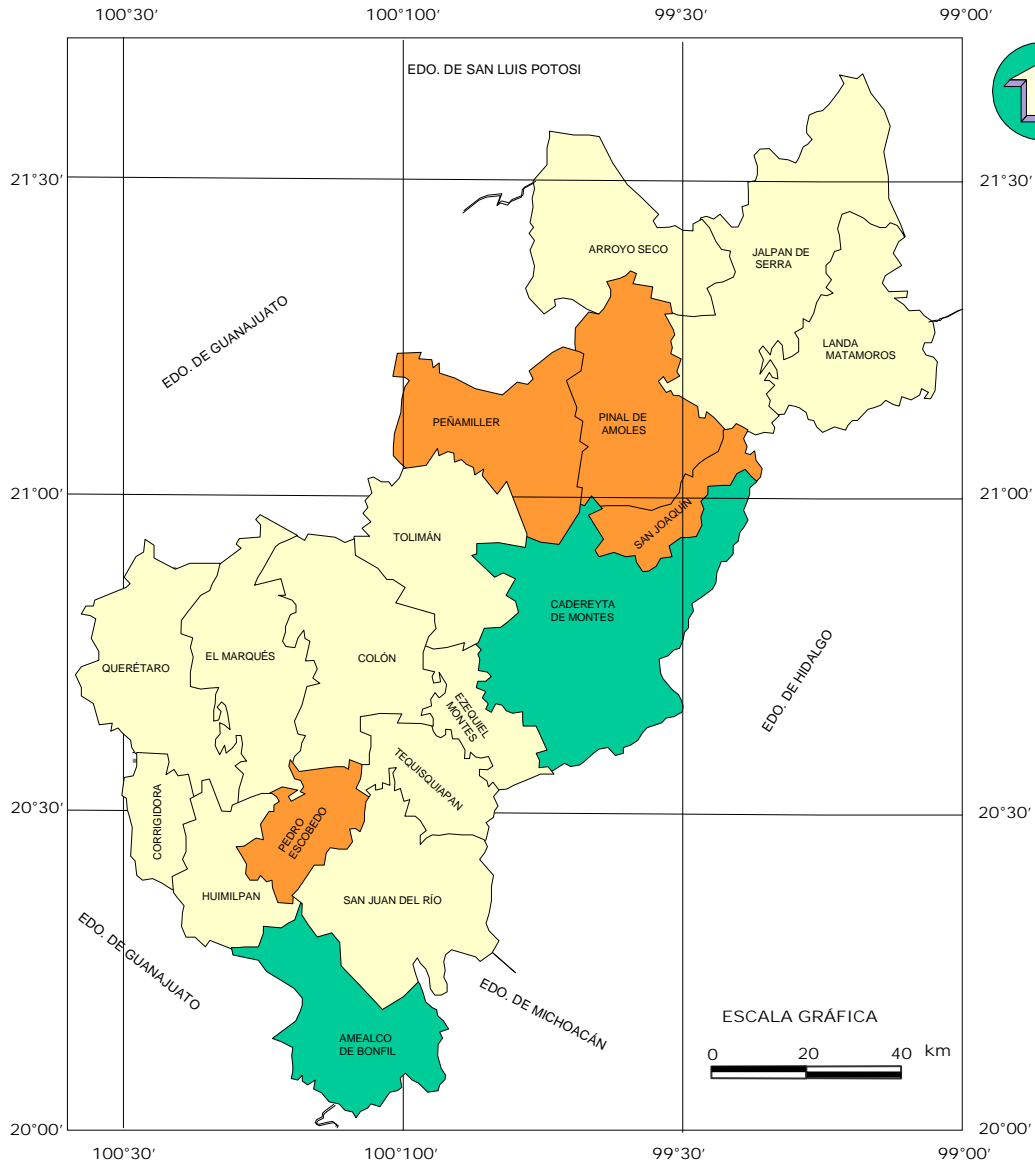 100°30'
100°00'
99°30'
99°00'
EDO. DE SAN LUIS POTOSI
21°30'
21°30'
ARROYO SECO
JALPAN DE
SERRA
EDO. DE GUANAJUATO
LANDA
MATAMOROS
PEÑAMILLER
PINAL DE
AMOLES
21°00'
21°00'
SAN JOAQUÍN
TOLIMÁN
CADEREYTA
DE MONTES
QUERÉTARO
EL MARQUÉS
COLÓN
EDO. DE HIDALGO
EZEQUIEL
MONTES
TEQUISQUIAPAN
20°30'
20°30'
CORRIGIDORA
PEDRO
ESCOBEDO
HUIMILPAN
SAN JUAN DEL RÍO
EDO. DE GUANAJUATO
EDO. DE MICHOACÁN
ESCALA GRÁFICA
AMEALCO
DE BONFIL
0 20 40 km
20°00'
20°00'
100°30'
100°00'
99°30'
99°00'